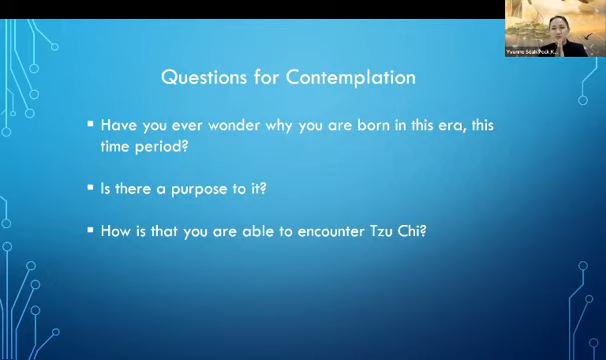 Questions for Contemplation
Have you ever wonder why you are born in this era, this
time period?
Is there a purpose to it?
How is that you are able to encounter Tzu Chi?